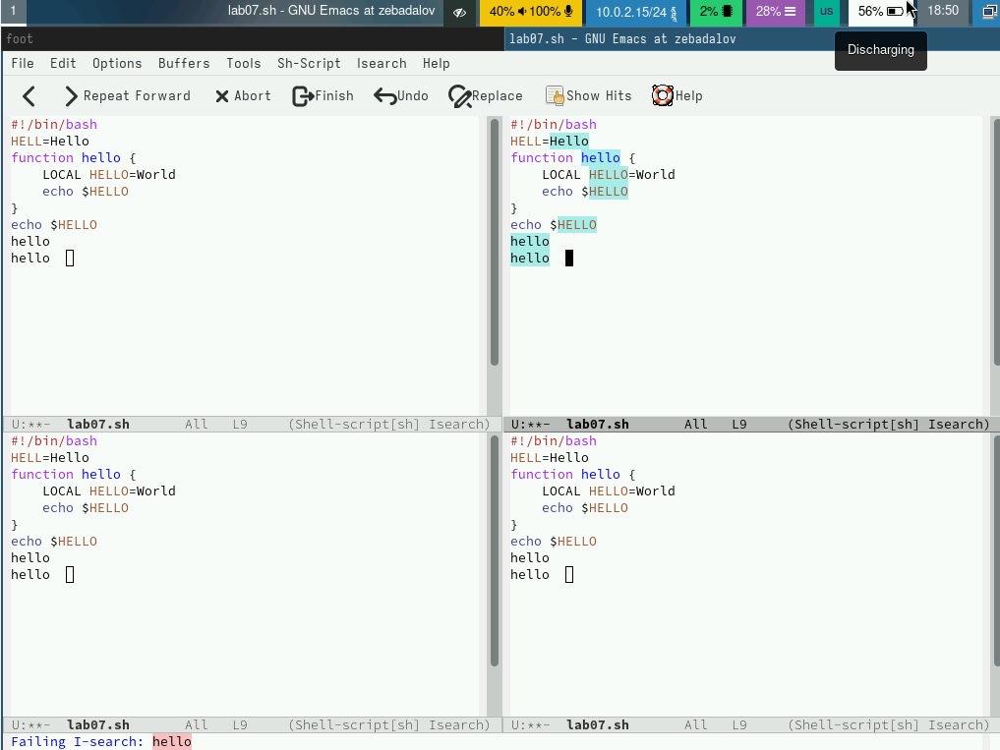 1 lab07.sh - GNU Emacs at zebadalov 40% 100% 10.0.2.15/24 2% 28% us 56% 18:50
foot lab07.sh - GNU Emacs at zebadalov
Discharging
File Edit Options Buffers Tools Sh-Script Isearch Help
Repeat Forward Abort Finish Undo Replace Show Hits Help
#!/bin/bash
HELL=Hello
function hello {
    LOCAL HELLO=World
    echo $HELLO
}
echo $HELLO
hello
hello
U:**- lab07.sh All L9 (Shell-script[sh] Isearch)
#!/bin/bash
HELL=Hello
function hello {
    LOCAL HELLO=World
    echo $HELLO
}
echo $HELLO
hello
hello
U:**- lab07.sh All L9 (Shell-script[sh] Isearch)
#!/bin/bash
HELL=Hello
function hello {
    LOCAL HELLO=World
    echo $HELLO
}
echo $HELLO
hello
hello
U:**- lab07.sh All L9 (Shell-script[sh] Isearch)
#!/bin/bash
HELL=Hello
function hello {
    LOCAL HELLO=World
    echo $HELLO
}
echo $HELLO
hello
hello
U:**- lab07.sh All L9 (Shell-script[sh] Isearch)
Failing I-search: hello